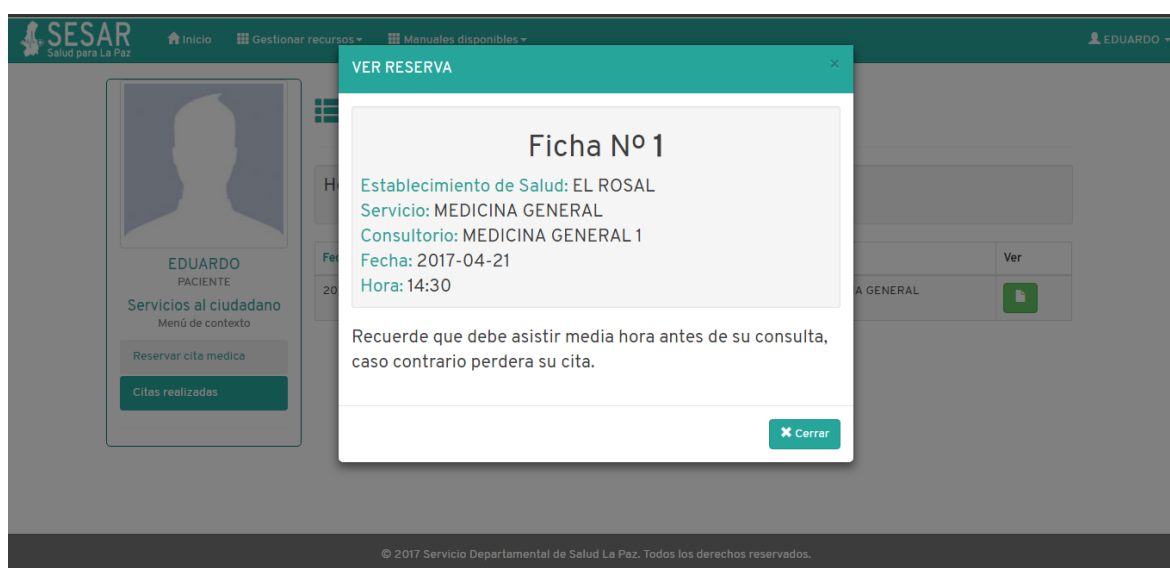 SESAR
Salud para La Paz
Inicio
Gestionar recursos
Manuales disponibles
EDUARDO
VER RESERVA
×
Ficha Nº 1
Establecimiento de Salud: EL ROSAL
Servicio: MEDICINA GENERAL
Consultorio: MEDICINA GENERAL 1
Fecha: 2017-04-21
Hora: 14:30
Recuerde que debe asistir media hora antes de su consulta,
caso contrario perdera su cita.
Cerrar
EDUARDO
PACIENTE
Servicios al ciudadano
Menú de contexto
Reservar cita medica
Citas realizadas
Ver
GENERAL
© 2017 Servicio Departamental de Salud La Paz. Todos los derechos reservados.